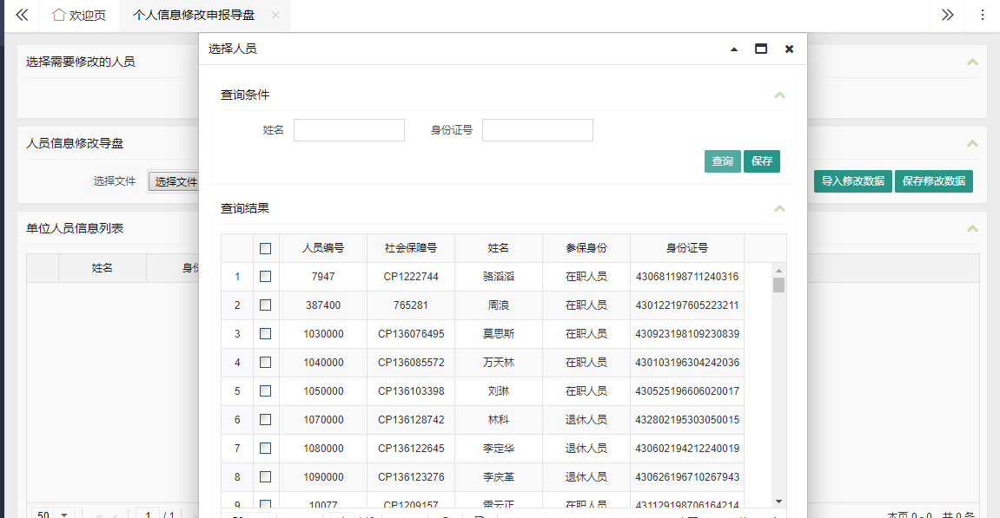 欢迎页 个人信息修改申报导盘
选择需要修改的人员
选择人员
查询条件
姓名 身份证号
查询 保存
人员信息修改导盘
选择文件 选择文件
导入修改数据 保存修改数据
单位人员信息列表
姓名
查询结果
人员编号 社会保障号 姓名 参保身份 身份证号
1 7947 CP1222744 骆滔滔 在职人员 430681198711240316
2 387400 765281 周浪 在职人员 430122197605223211
3 1030000 CP136076495 莫思斯 在职人员 430923198109230839
4 1040000 CP136085572 万天林 在职人员 430103196304242036
5 1050000 CP136103398 刘琳 在职人员 430525196606020017
6 1070000 CP136128742 林科 退休人员 432802195303050015
7 1080000 CP136122645 李定华 退休人员 430602194212240019
8 1090000 CP136123276 李庆革 退休人员 430626196710267943
9 10077 CP1209157 雷云正 在职人员 431129198706164214
50 1 / 1
本页 0 - 0 共 0 条